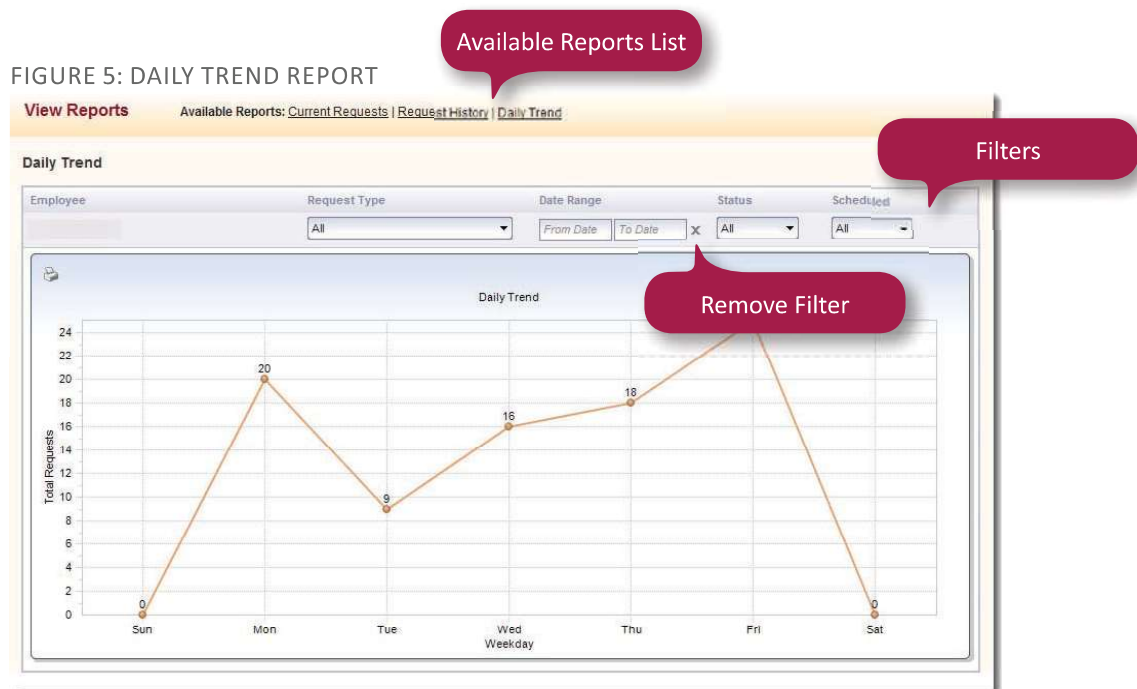 Available Reports List
FIGURE 5: DAILY TREND REPORT
View Reports Available Reports: Current Requests | Request History | Daily Trend
Filters
Daily Trend
Employee Request Type Date Range Status Scheduled
All From Date To Date X All All
Remove Filter
Daily Trend
24
22
20
18
16
14
12
10
8
6
4
2
0
Total Requests
0
20
9
16
18
0
Sun Mon Tue Wed Thu Fri Sat
Weekday